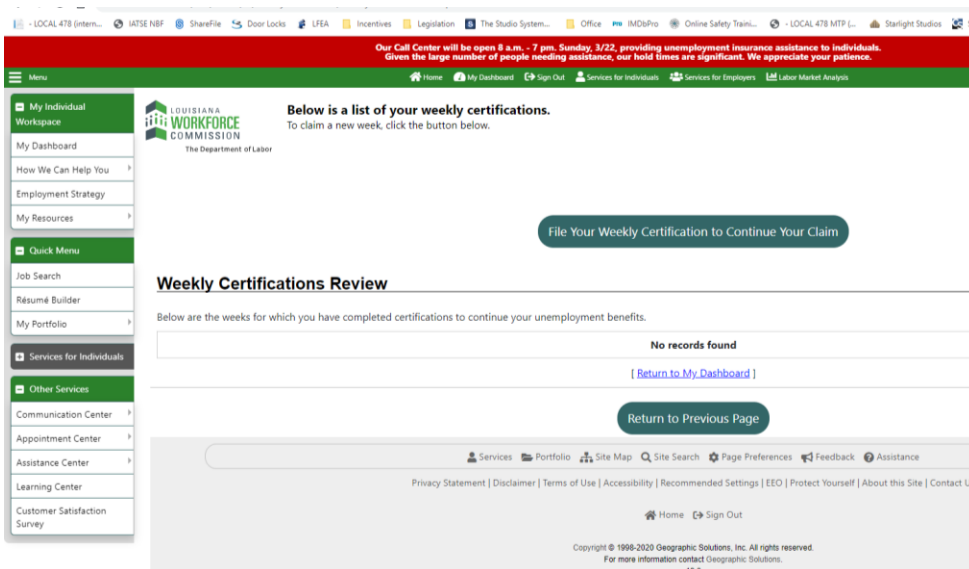 - LOCAL 478 (intern... IATSE NBF ShareFile Door Locks LFEA Incentives Legislation The Studio System... Office IMDbPro Online Safety Traini... - LOCAL 478 MTP (... Starlight Studios
Our Call Center will be open 8 a.m. - 7 pm. Sunday, 3/22, providing unemployment insurance assistance to individuals.
Given the large number of people needing assistance, our hold times are significant. We appreciate your patience.
Menu Home My Dashboard Sign Out Services for Individuals Services for Employers Labor Market Analysis
My Individual Workspace
My Dashboard
How We Can Help You
Employment Strategy
My Resources
Quick Menu
Job Search
Résumé Builder
My Portfolio
Services for Individuals
Other Services
Communication Center
Appointment Center
Assistance Center
Learning Center
Customer Satisfaction
Survey
LOUISIANA
WORKFORCE
COMMISSION
The Department of Labor
Below is a list of your weekly certifications.
To claim a new week, click the button below.
File Your Weekly Certification to Continue Your Claim
Weekly Certifications Review
Below are the weeks for which you have completed certifications to continue your unemployment benefits.
No records found
[ Return to My Dashboard ]
Return to Previous Page
Services Portfolio Site Map Site Search Page Preferences Feedback Assistance
Privacy Statement | Disclaimer | Terms of Use | Accessibility | Recommended Settings | EEO | Protect Yourself | About this Site | Contact U
Home Sign Out
Copyright © 1998-2020 Geographic Solutions, Inc. All rights reserved.
For more information contact Geographic Solutions.